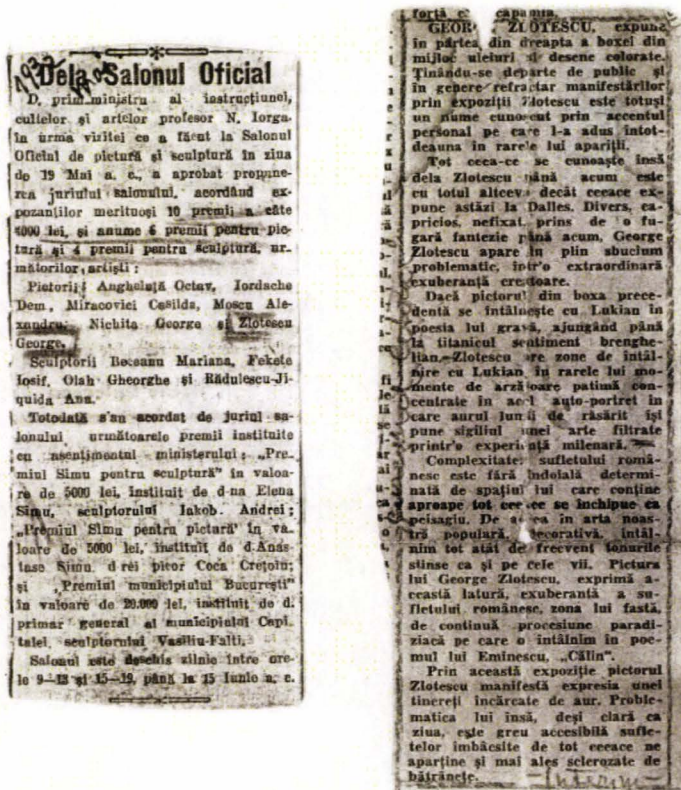 1932
Dela Salonul Oficial
D. prim ministru al instrucţiunei,
cultelor şi artelor profesor N. Iorga.
în urma vizitei ce a făcut la Salonul
Oficial de pictură şi sculptură în ziua
de 19 Mai a. c., a aprobat propune-
rea juriului salonului, acordând ex-
pozanţilor merituoşi 10 premii a câte
4000 lei, şi anume 6 premii pentru pic-
tură şi 4 premii pentru sculptură, ur-
mătorilor artişti :
Pictorii: Angheluţă Octav, Iordache
Dem, Miracovici Casilda, Moscu Ale-
xandru, Nichita George şi Zlotescu
George.
Sculptorii Beceanu Mariana, Fekete
Iosif, Olah Gheorghe şi Rădulescu-Ji-
quida Ana.
Totodată s'au acordat de juriul sa-
lonului următoarele premii instituite
cu asentimentul ministerului ; „Pre-
miul Simu pentru sculptură" în valoa-
re de 5000 lei, instituit de d-na Elena
Simu, sculptorului Iakob Andrei ;
„Premiul Simu pentru pictură" în va-
loare de 5000 lei, instituit de d. Anas-
tase Simu d rei pictor Coca Creţoiu;
şi „Premiul municipiului Bucureşti"
în valoare de 20.000 lei, instituit de d.
primar general al municipiului Capi-
talei, sculptorului Vasiliu-Falti.
Salonul este deschis zilnic între ore-
le 9—13 şi 15—19, până la 15 Iunie a. c.
forţă
GEOR ZLOTESCU, expune
în partea din dreapta a boxei din
mijloc uleiuri şi desene colorate.
Ţinându-se departe de public şi
în genere refractar manifestărilor
prin expoziţii Zlotescu este totuşi
un nume cunoscut prin accentul
personal pe care l-a adus intot-
deauna în rarele lui apariţii.
Tot ceea-ce se cunoaşte însă
dela Zlotescu până acum este
cu totul altceva decât ceeace ex-
pune astăzi la Dalles. Divers, ca-
pricios, nefixat, prins de o fu-
gară fantezie până acum, George
Zlotescu apare în plin abucium
problematic, într'o extraordinară
exuberanţă creatoare.
Dacă pictorul din boxa prece-
dentă se întâlneşte cu Lukian în
poesia lui gravă, ajungând până
la titanicul sentiment brenghe-
lian, Zlotescu are zone de întâl-
nire cu Lukian în rarele lui mo-
mente de arzătoare patimă con-
centrate în acel auto-portret în
care aurul lumii de răsărit îşi
pune sigiliul unei arte filtrate
printr'o experienţă milenară.
Complexitatea sufletului româ-
nesc este fără îndoială determi-
nată de spaţiul lui care conţine
aproape tot ceeace se închipue ca
peisagiu. De aceea în arta noas-
tră populară, decorativă, întâl-
nim tot atât de frecvent tonurile
stinse ca şi pe cele vii. Pictura
lui George Zlotescu, exprimă a-
ceastă latură, exuberantă a su-
fletului românesc, zona lui fastă,
de continuă procesiune paradi-
ziacă pe care o întâlnim în poe-
mul lui Eminescu, „Călin".
Prin această expoziţie pictorul
Zlotescu manifestă expresia unei
tinereţi încărcate de aur. Proble-
matica lui însă, deşi clară ca
ziua, este greu accesibilă sufle-
telor îmbâcsite de tot ceeace ne
aparţine şi mai ales sclerozate de
bătrâneţe.